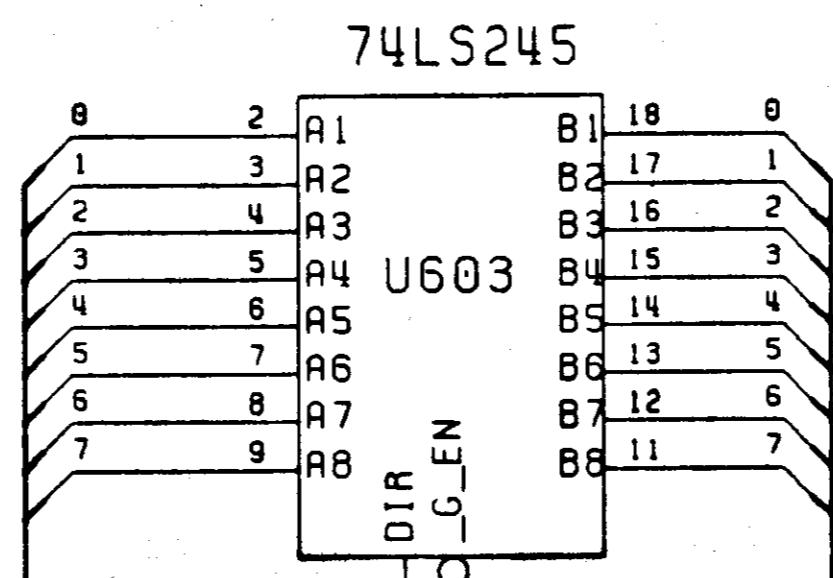 74LS245
0 2 A1 B1 18 0
1 3 A2 B2 17 1
2 4 A3 B3 16 2
3 5 A4 U603 B4 15 3
4 6 A5 B5 14 4
5 7 A6 B6 13 5
6 8 A7 B7 12 6
7 9 A8 B8 11 7
DIR
_G_EN